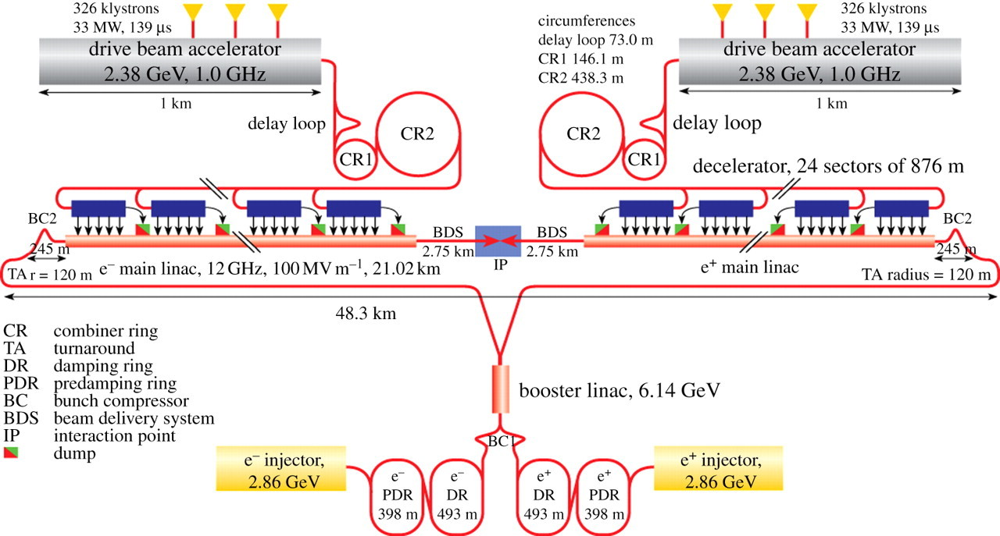 326 klystrons
33 MW, 139 μs
drive beam accelerator
2.38 GeV, 1.0 GHz
1 km
delay loop
CR1
CR2
circumferences
delay loop 73.0 m
CR1 146.1 m
CR2 438.3 m
326 klystrons
33 MW, 139 μs
drive beam accelerator
2.38 GeV, 1.0 GHz
1 km
CR2
CR1
delay loop
decelerator, 24 sectors of 876 m
BC2
245 m
TA r = 120 m
e⁻ main linac, 12 GHz, 100 MV m⁻¹, 21.02 km
BDS
2.75 km
IP
BDS
2.75 km
e⁺ main linac
BC2
245 m
TA radius = 120 m
48.3 km
CR combiner ring
TA turnaround
DR damping ring
PDR predamping ring
BC bunch compressor
BDS beam delivery system
IP interaction point
dump
booster linac, 6.14 GeV
BC1
e⁻ injector,
2.86 GeV
e⁻
PDR
398 m
e⁻
DR
493 m
e⁺
DR
493 m
e⁺
PDR
398 m
e⁺ injector,
2.86 GeV